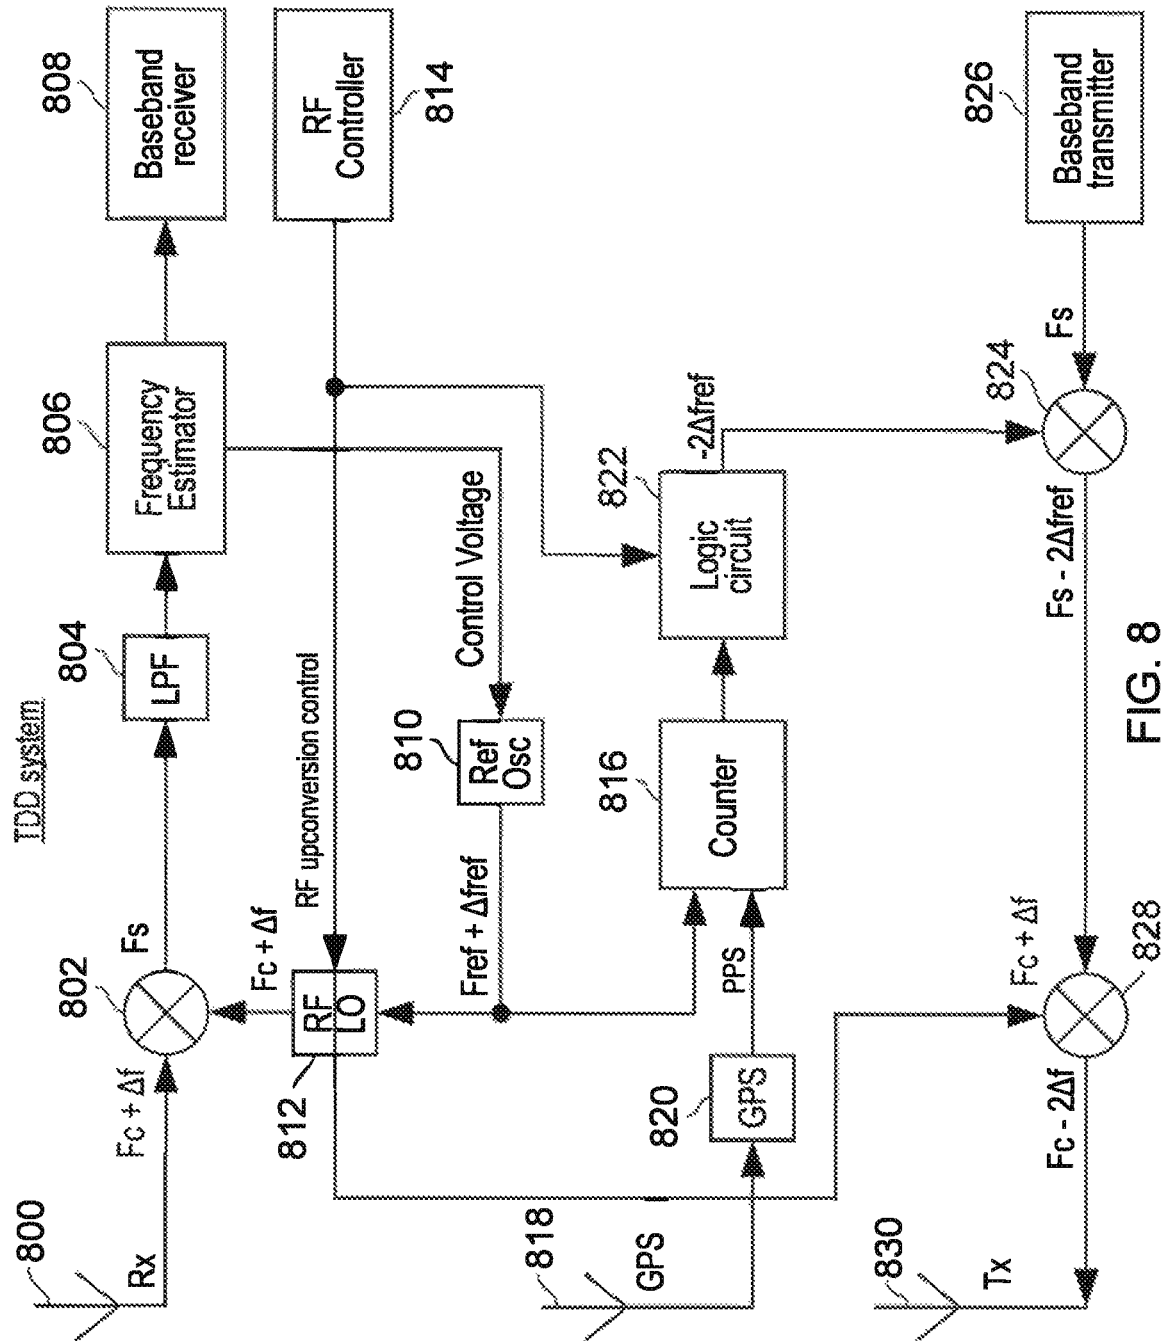 TDD system
800
Rx
Fc + Δf
802
Fs
804
LPF
806
Frequency
Estimator
808
Baseband
receiver
Fc + Δf
RF upconversion control
RF
Controller
814
812
RF
LO
Fref + Δfref
810
Ref
Osc
Control Voltage
818
GPS
820
GPS
PPS
816
Counter
822
Logic
circuit
-2Δfref
826
Baseband
transmitter
Fs
824
Fs - 2Δfref
Fc + Δf
828
Fc - 2Δf
830
Tx
FIG. 8